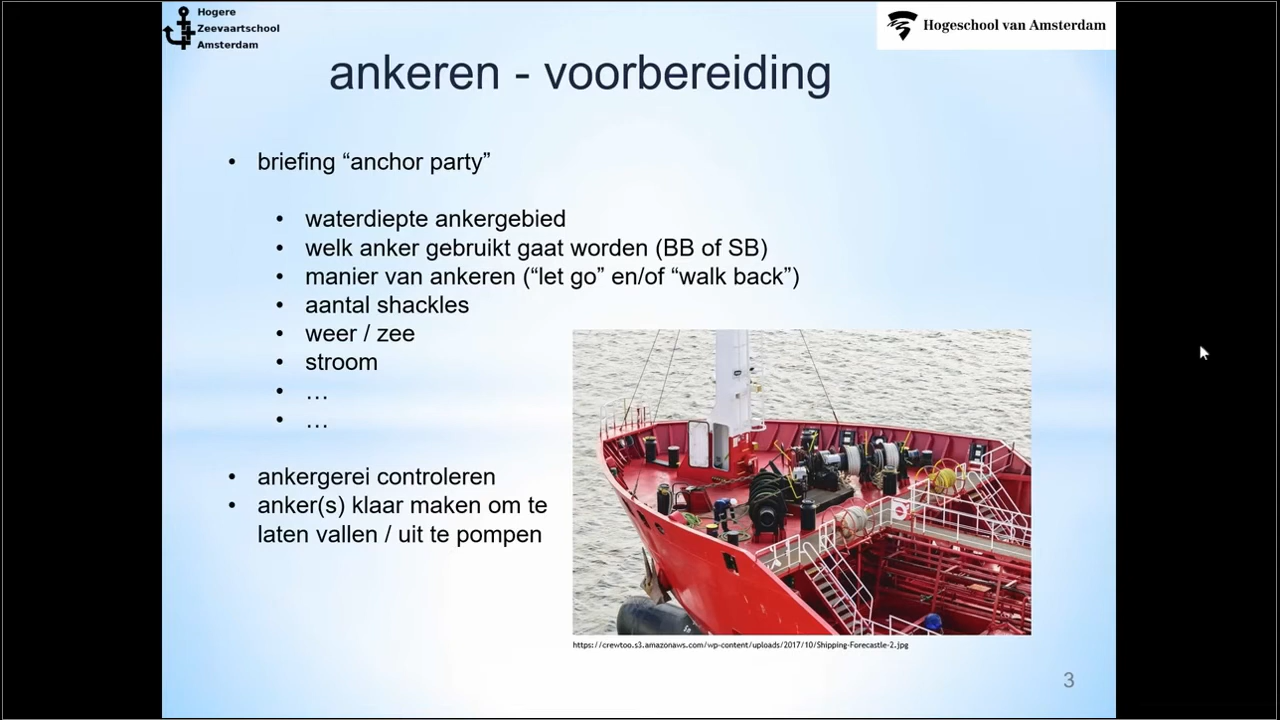 Hogere
Zeevaartschool
Amsterdam
Hogeschool van Amsterdam
ankeren - voorbereiding
• briefing “anchor party”
• waterdiepte ankergebied
• welk anker gebruikt gaat worden (BB of SB)
• manier van ankeren (“let go” en/of “walk back”)
• aantal shackles
• weer / zee
• stroom
• …
• …
• ankergerei controleren
• anker(s) klaar maken om te
laten vallen / uit te pompen
https://crewtoo.s3.amazonaws.com/wp-content/uploads/2017/10/Shipping-Forecastle-2.jpg
3